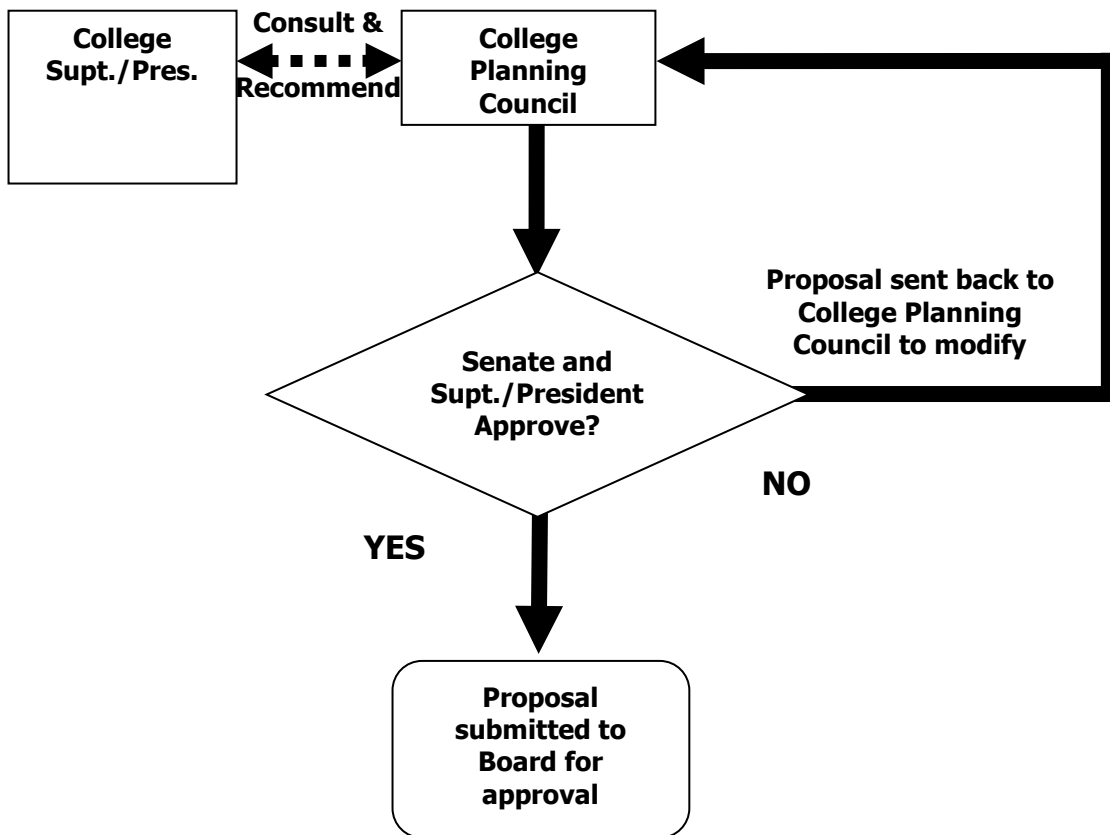 College
Supt./Pres.
Consult &
Recommend
College
Planning
Council
Proposal sent back to
College Planning
Council to modify
Senate and
Supt./President
Approve?
NO
YES
Proposal
submitted to
Board for
approval